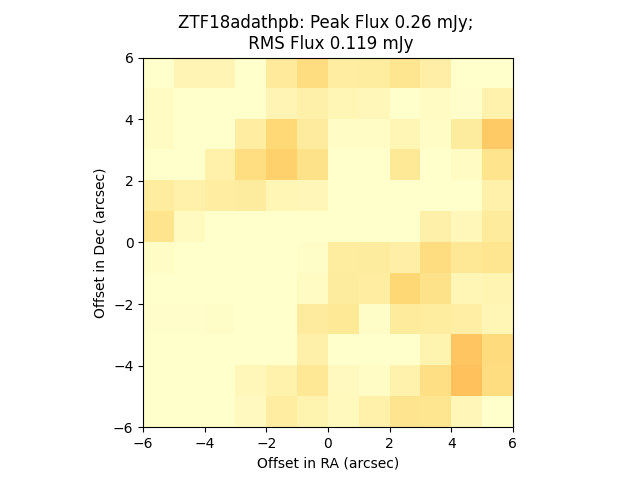 ZTF18adathpb: Peak Flux 0.26 mJy;
RMS Flux 0.119 mJy
6
4
2
0
−2
−4
−6
Offset in Dec (arcsec)
−6 −4 −2 0 2 4 6
Offset in RA (arcsec)